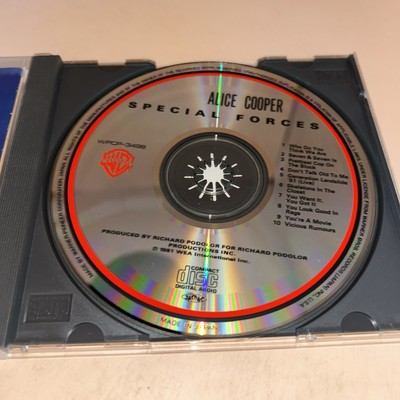 ALICE COOPER
SPECIAL FORCES
WPCP-3499
1 Who Do You
Think We Are
2 Seven & Seven Is
3 Prettiest Cop On
The Block
4 Don't Talk Old To Me
5 Generation Landslide
'81 (Live)
6 Skeletons In The
Closet
7 You Want It,
You Got It
8 You Look Good In
Rags
9 You're A Movie
10 Vicious Rumours
PRODUCED BY RICHARD PODOLOR FOR RICHARD PODOLOR
PRODUCTIONS INC.
℗ 1981 WEA International Inc.
COMPACT
disc
DIGITAL AUDIO
MADE IN JAPAN